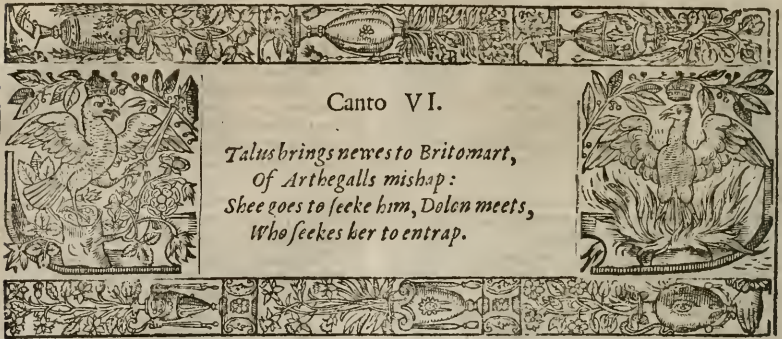 Canto VI.
Talus brings newes to Britomart,
Of Arthegalls mishap:
Shee goes to ſeeke him, Dolon meets,
Who ſeekes her to entrap.